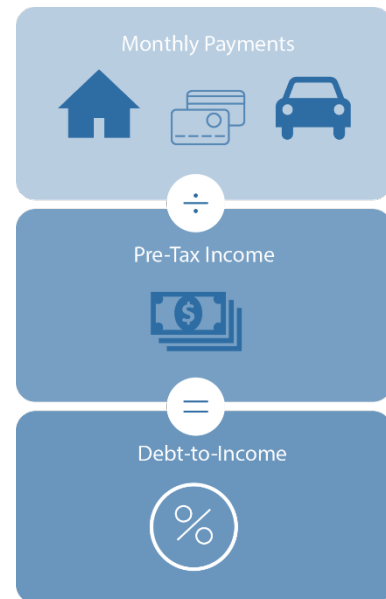 Monthly Payments
÷
Pre-Tax Income
$
=
Debt-to-Income
%